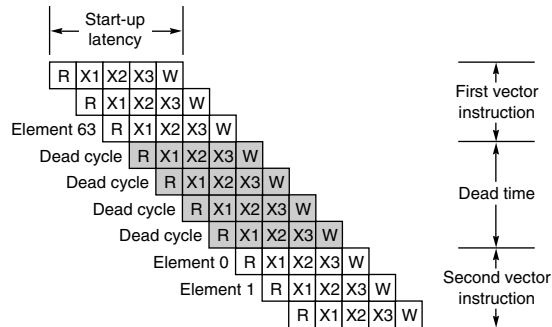 Start-up
latency
R X1 X2 X3 W
R X1 X2 X3 W
Element 63 R X1 X2 X3 W
Dead cycle R X1 X2 X3 W
Dead cycle R X1 X2 X3 W
Dead cycle R X1 X2 X3 W
Dead cycle R X1 X2 X3 W
Element 0 R X1 X2 X3 W
Element 1 R X1 X2 X3 W
R X1 X2 X3 W
First vector
instruction
Dead time
Second vector
instruction